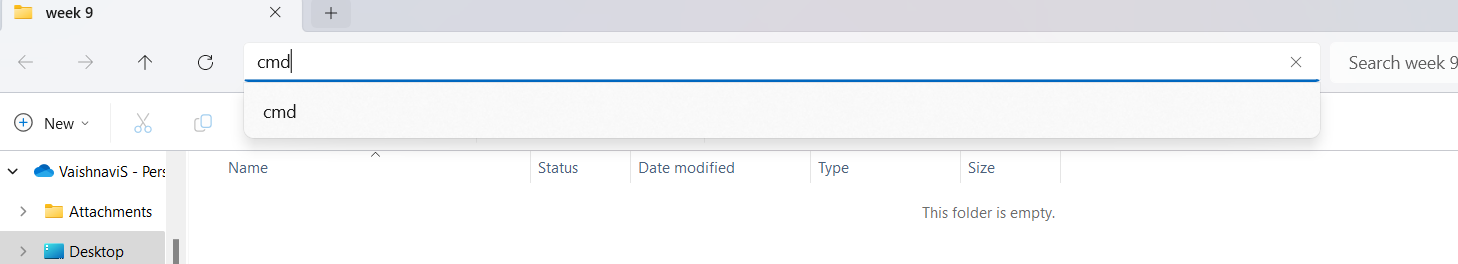 week 9
cmd
Search week 9
cmd
New
Name Status Date modified Type Size
This folder is empty.
VaishnaviS - Pers
Attachments
Desktop